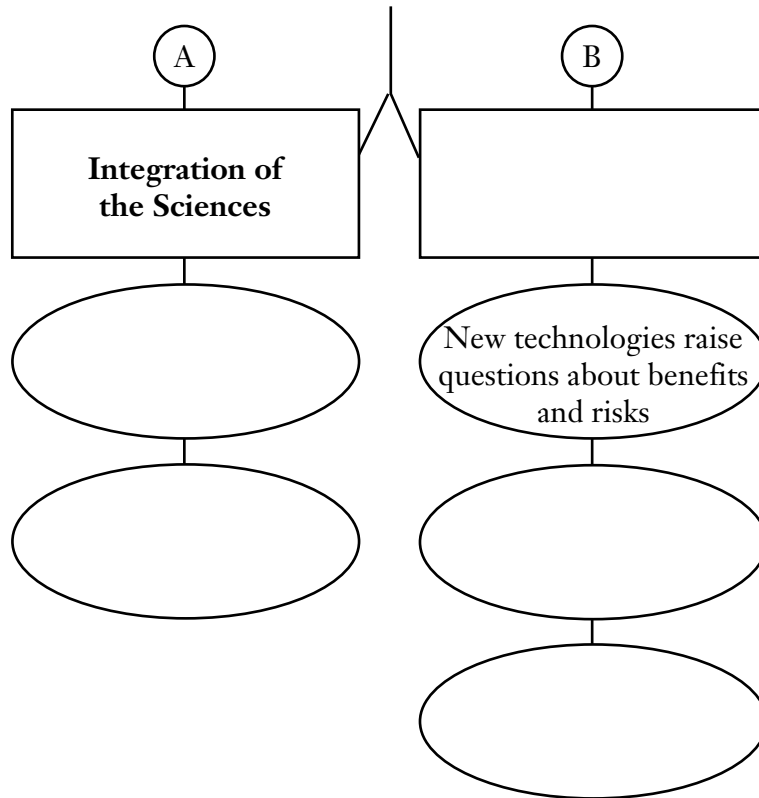 A
B
Integration of
the Sciences
New technologies raise
questions about benefits
and risks